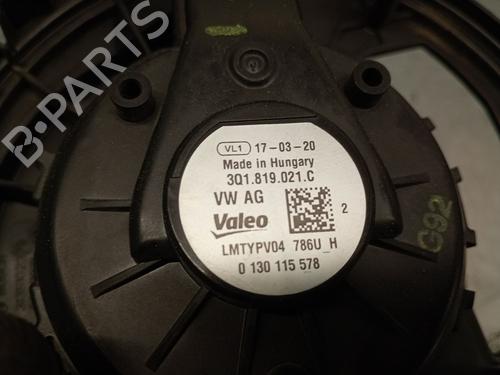 VL1 17-03-20
Made in Hungary
3Q1.819.021.C
VW AG
Valeo
2
LMTYPV04 786U_H
0 130 115 578
C92
B-PARTS